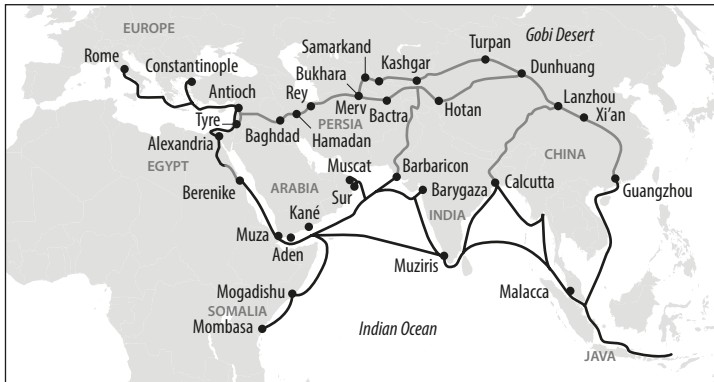 EUROPE
Gobi Desert
Turpan
Samarkand
Kashgar
Rome
Constantinople
Dunhuang
Bukhara
Antioch
Rey
Lanzhou
Merv
Bactra
Hotan
Xi'an
Tyre
PERSIA
Baghdad
Hamadan
Alexandria
CHINA
EGYPT
Muscat
Barbaricon
Berenike
ARABIA
Barygaza
Calcutta
Guangzhou
Sur
Kané
INDIA
Muza
Aden
Muziris
Mogadishu
Malacca
SOMALIA
Mombasa
Indian Ocean
JAVA